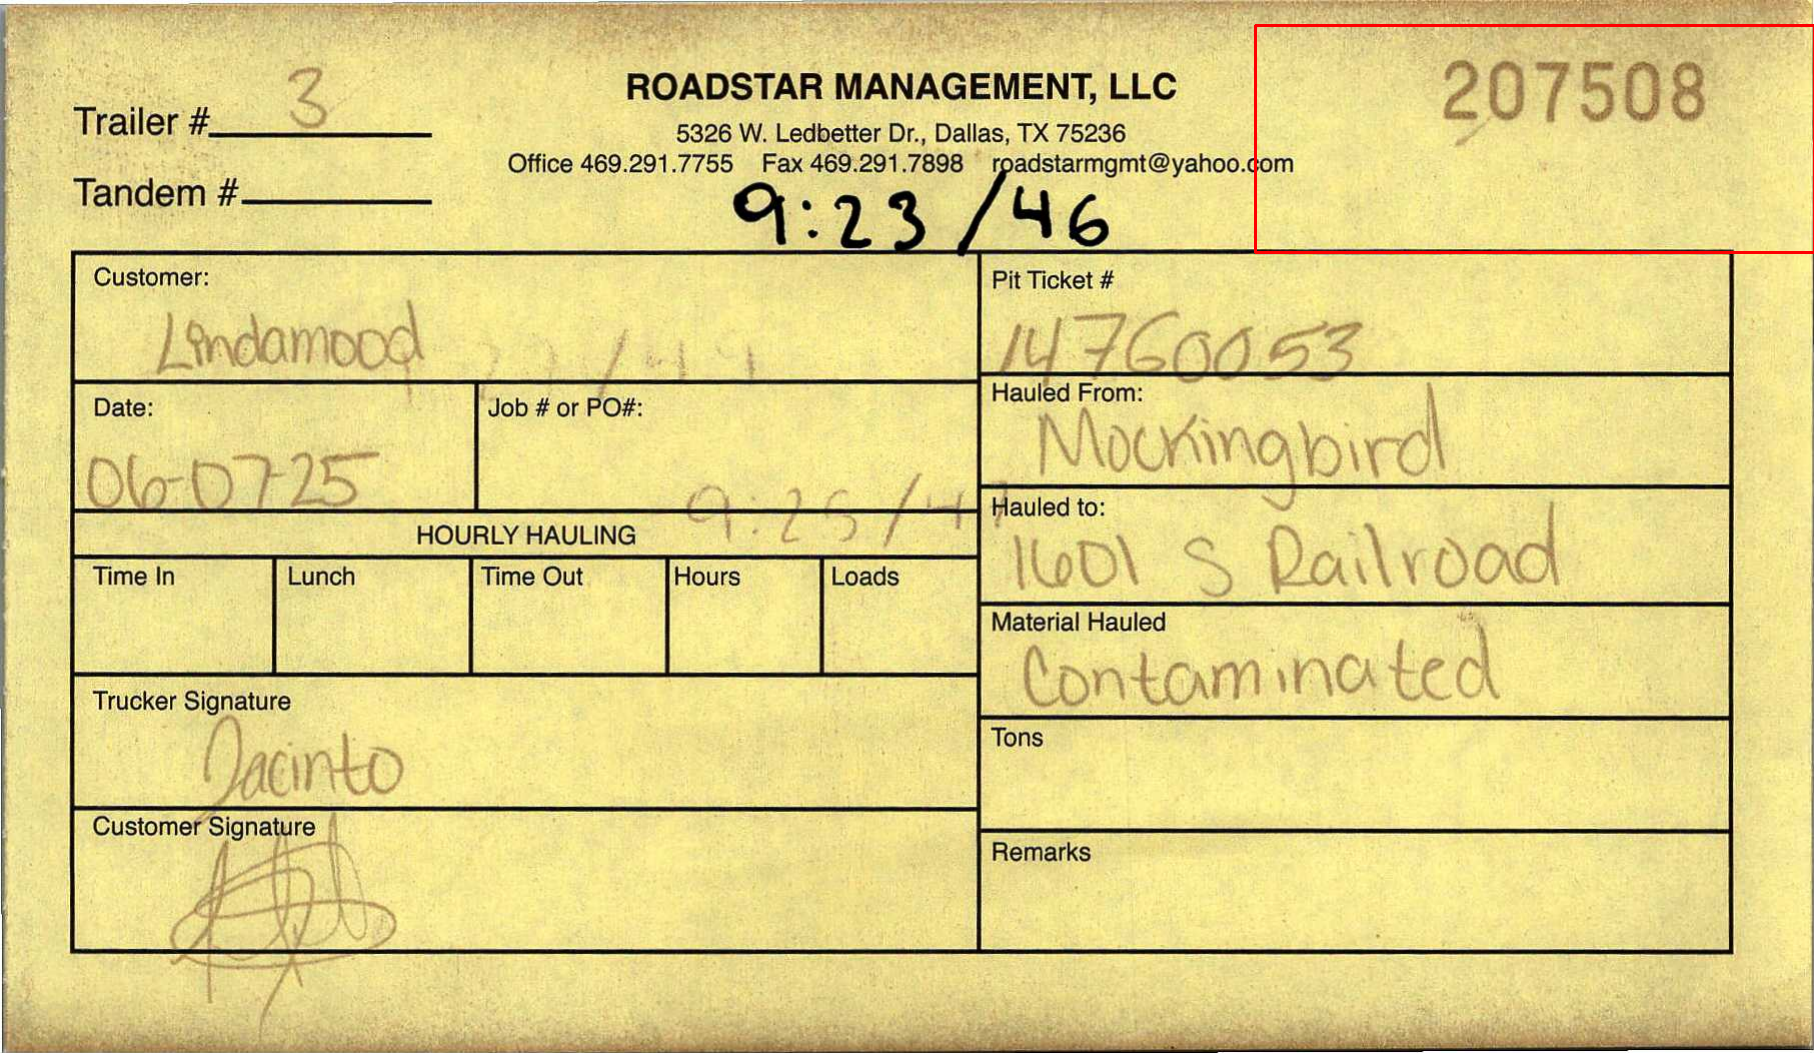 207508
Trailer # 3
ROADSTAR MANAGEMENT, LLC
5326 W. Ledbetter Dr., Dallas, TX 75236
Office 469.291.7755 Fax 469.291.7898 roadstarmgmt@yahoo.com
Tandem #
9:23/46
Customer:
Lindamood
Pit Ticket #
14760053
Date:
06-07-25
Job # or PO#:
Hauled From:
Mockingbird
9:25/47
Hauled to:
1601 S Railroad
HOURLY HAULING
Time In Lunch Time Out Hours Loads
Material Hauled
Contaminated
Trucker Signature
Jacinto
Tons
Customer Signature
Remarks